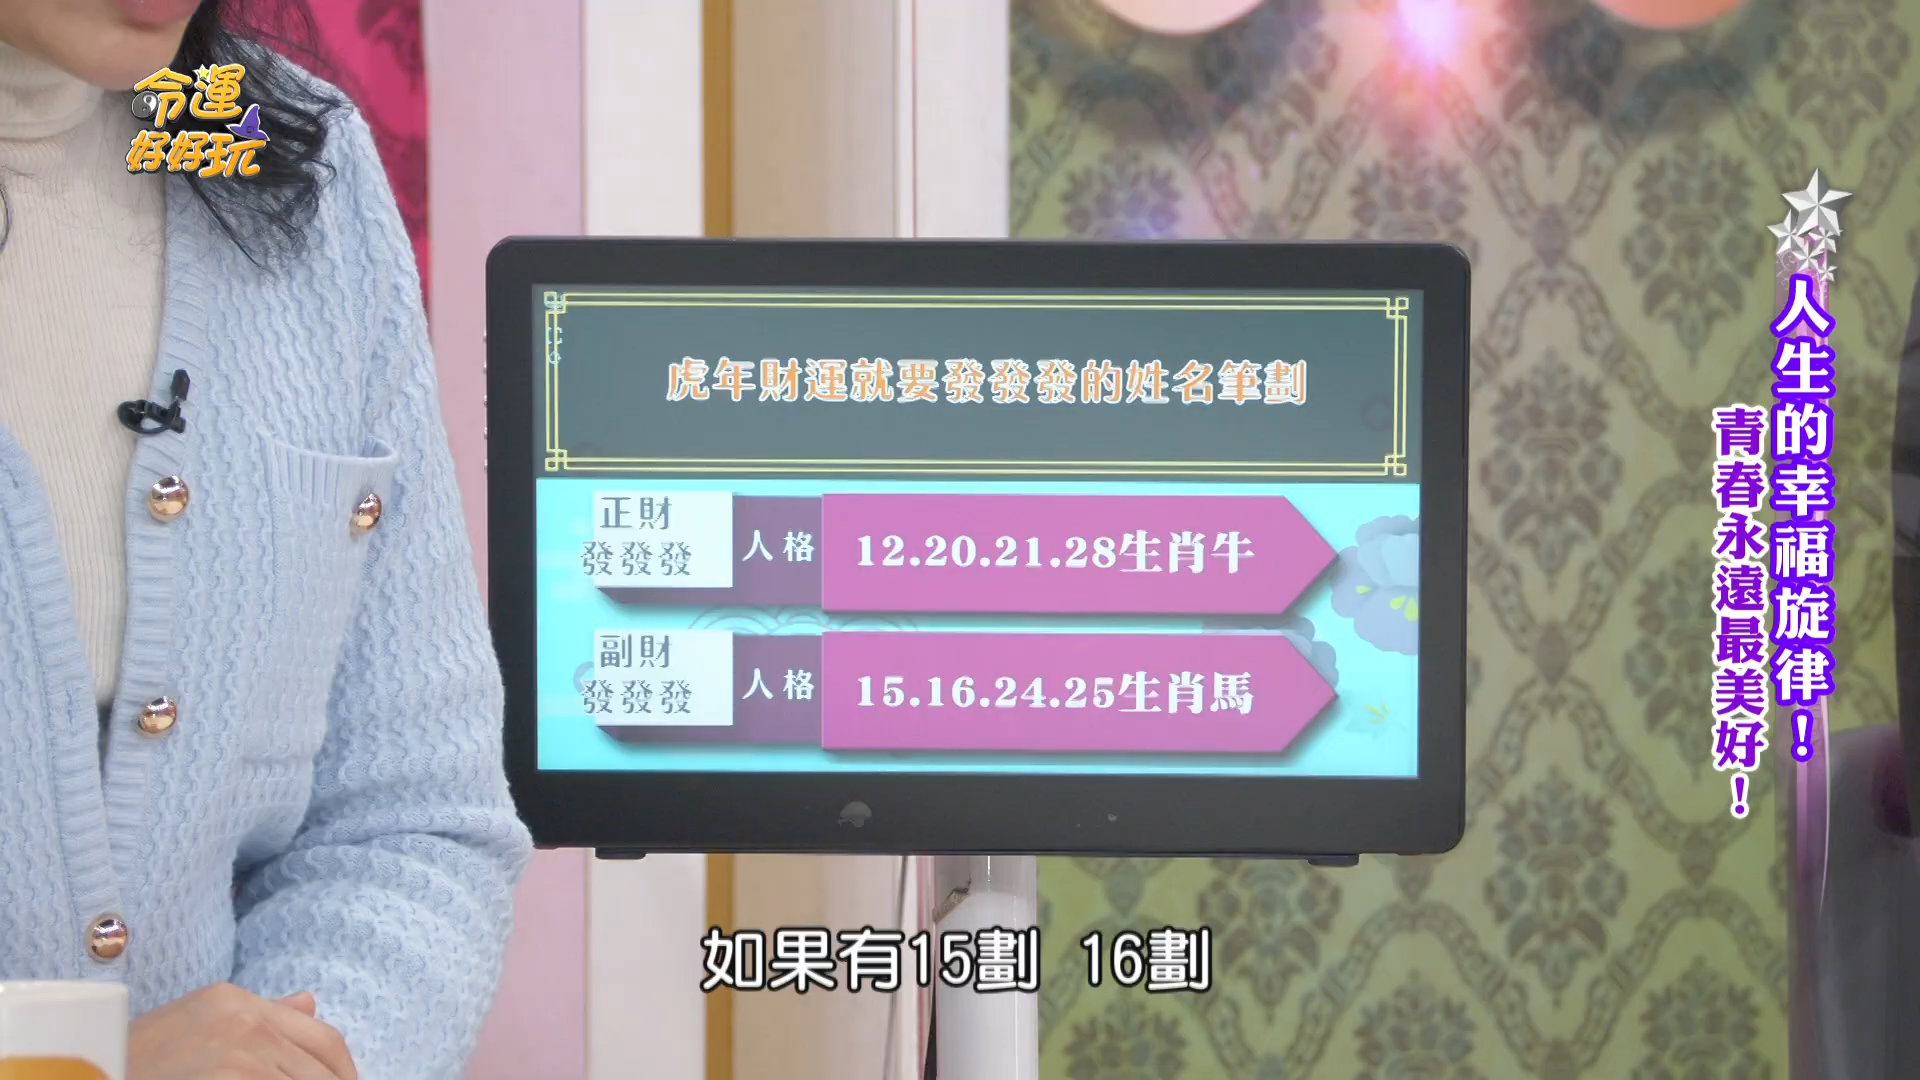 命運
好好玩
虎年財運就要發發發的姓名筆劃
正財
發發發
人格
12.20.21.28生肖牛
副財
發發發
人格
15.16.24.25生肖馬
人生的幸福旋律!
青春永遠最美好!
如果有15劃 16劃